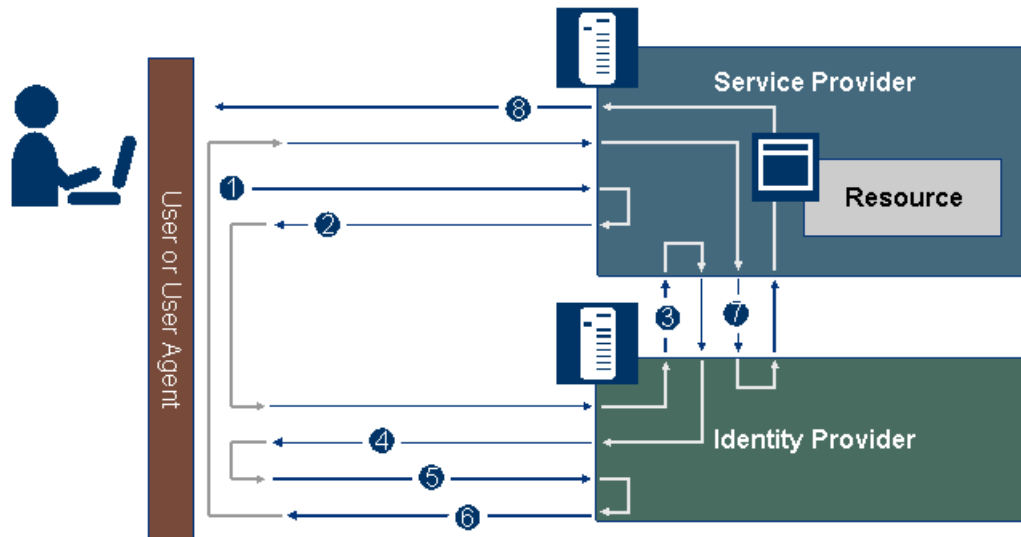 Service Provider
8
1
Resource
2
User or User Agent
3
7
4
Identity Provider
5
6